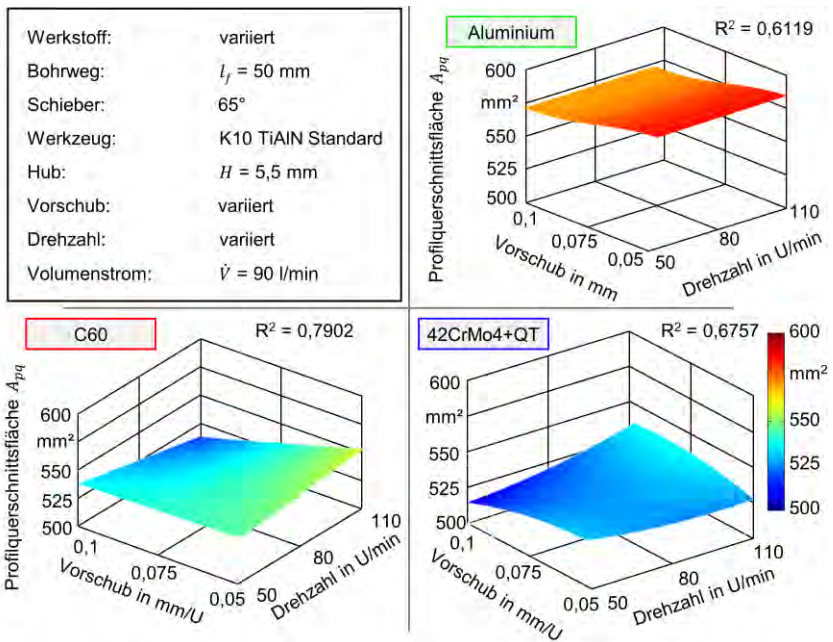 Werkstoff: variiert
Bohrweg: l_f = 50 mm
Schieber: 65°
Werkzeug: K10 TiAlN Standard
Hub: H = 5,5 mm
Vorschub: variiert
Drehzahl: variiert
Volumenstrom: V̇ = 90 l/min
Aluminium
R² = 0,6119
Profilquerschnittsfläche A_pq
600
mm²
550
525
500
0,1
0,075
0,05
Vorschub in mm
50
80
110
Drehzahl in U/min
C60
R² = 0,7902
Profilquerschnittsfläche A_pq
600
mm²
550
525
500
0,1
0,075
0,05
Vorschub in mm/U
50
80
110
Drehzahl in U/min
42CrMo4+QT
R² = 0,6757
600
mm²
550
525
500
0,1
0,075
0,05
Vorschub in mm/U
50
80
110
Drehzahl in U/min
600
mm²
550
525
500